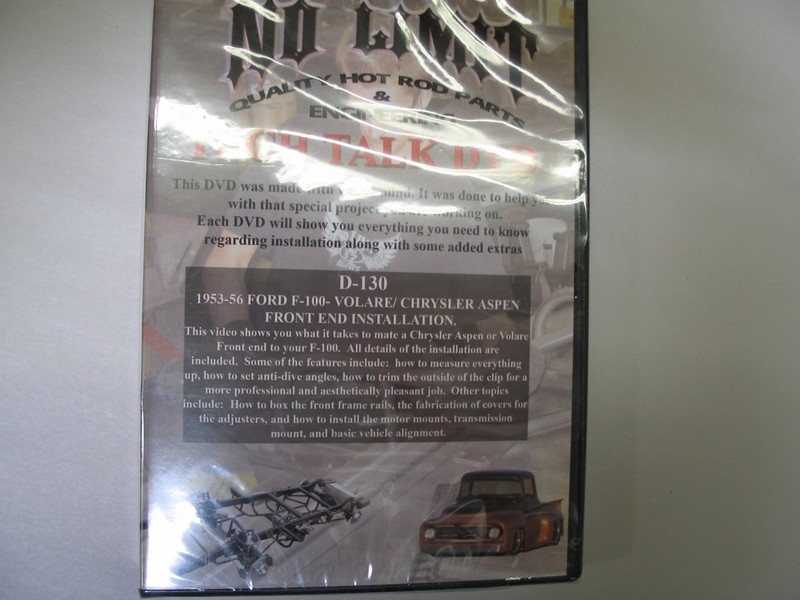 NO LIMIT
QUALITY HOT ROD PARTS
&
ENGINEERING
TECH TALK DVD
This DVD was made with mind. It was done to help
with that special project you are working on.
Each DVD will show you everything you need to know
regarding installation along with some added extras
D-130
1953-56 FORD F-100- VOLARE/ CHRYSLER ASPEN
FRONT END INSTALLATION.
This video shows you what it takes to mate a Chrysler Aspen or Volare
Front end to your F-100. All details of the installation are
included. Some of the features include: how to measure everything
up, how to set anti-dive angles, how to trim the outside of the clip for a
more professional and aesthetically pleasant job. Other topics
include: How to box the front frame rails, the fabrication of covers for
the adjusters, and how to install the motor mounts, transmission
mount, and basic vehicle alignment.